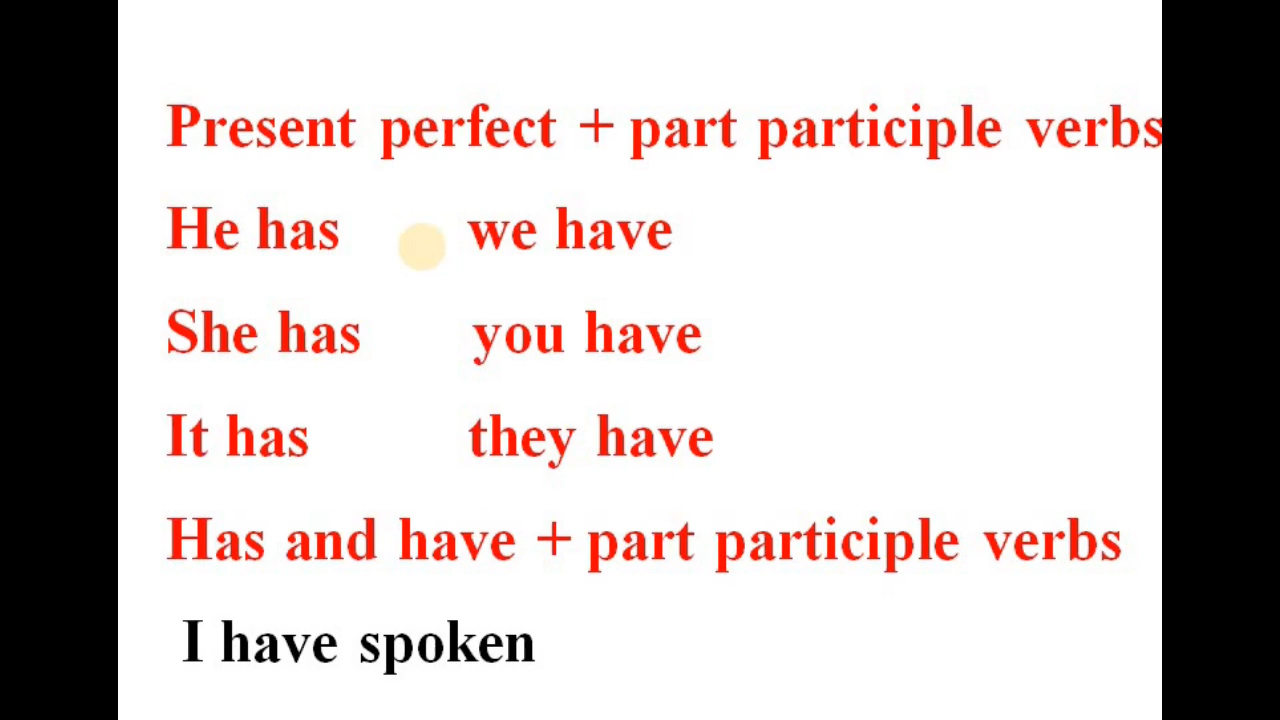 Present perfect + part participle verbs
He has we have
She has you have
It has they have
Has and have + part participle verbs
I have spoken